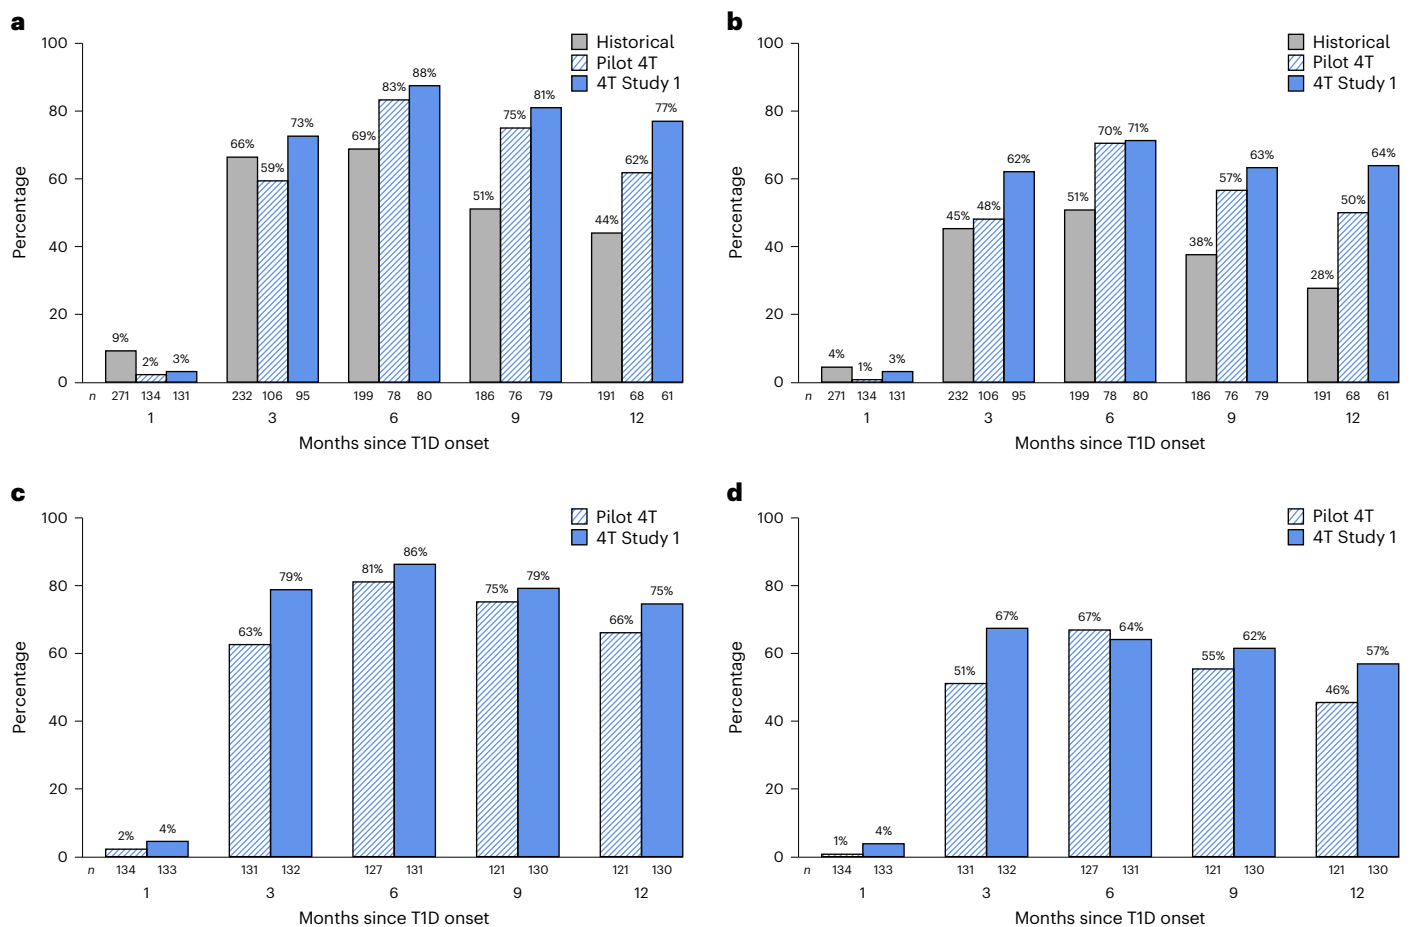 a
Historical
Pilot 4T
4T Study 1
Percentage
100
80
60
40
20
0
9%
2%
3%
66%
59%
73%
69%
83%
88%
51%
75%
81%
44%
62%
77%
n 271 134 131 232 106 95 199 78 80 186 76 79 191 68 61
1 3 6 9 12
Months since T1D onset
b
Historical
Pilot 4T
4T Study 1
Percentage
100
80
60
40
20
0
4%
1%
3%
45%
48%
62%
51%
70%
71%
38%
57%
63%
28%
50%
64%
n 271 134 131 232 106 95 199 78 80 186 76 79 191 68 61
1 3 6 9 12
Months since T1D onset
c
Pilot 4T
4T Study 1
Percentage
100
80
60
40
20
0
2%
4%
63%
79%
81%
86%
75%
79%
66%
75%
n 134 133 131 132 127 131 121 130 121 130
1 3 6 9 12
Months since T1D onset
d
Pilot 4T
4T Study 1
Percentage
100
80
60
40
20
0
1%
4%
51%
67%
67%
64%
55%
62%
46%
57%
n 134 133 131 132 127 131 121 130 121 130
1 3 6 9 12
Months since T1D onset